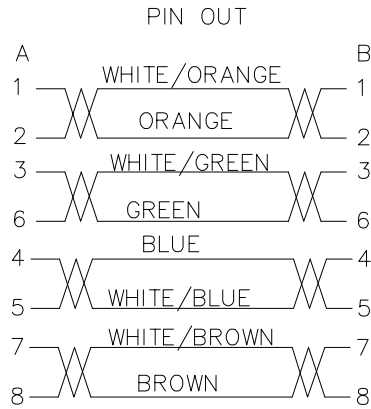 PIN OUT
A B
1 WHITE/ORANGE 1
2 ORANGE 2
3 WHITE/GREEN 3
6 GREEN 6
4 BLUE 4
5 WHITE/BLUE 5
7 WHITE/BROWN 7
8 BROWN 8